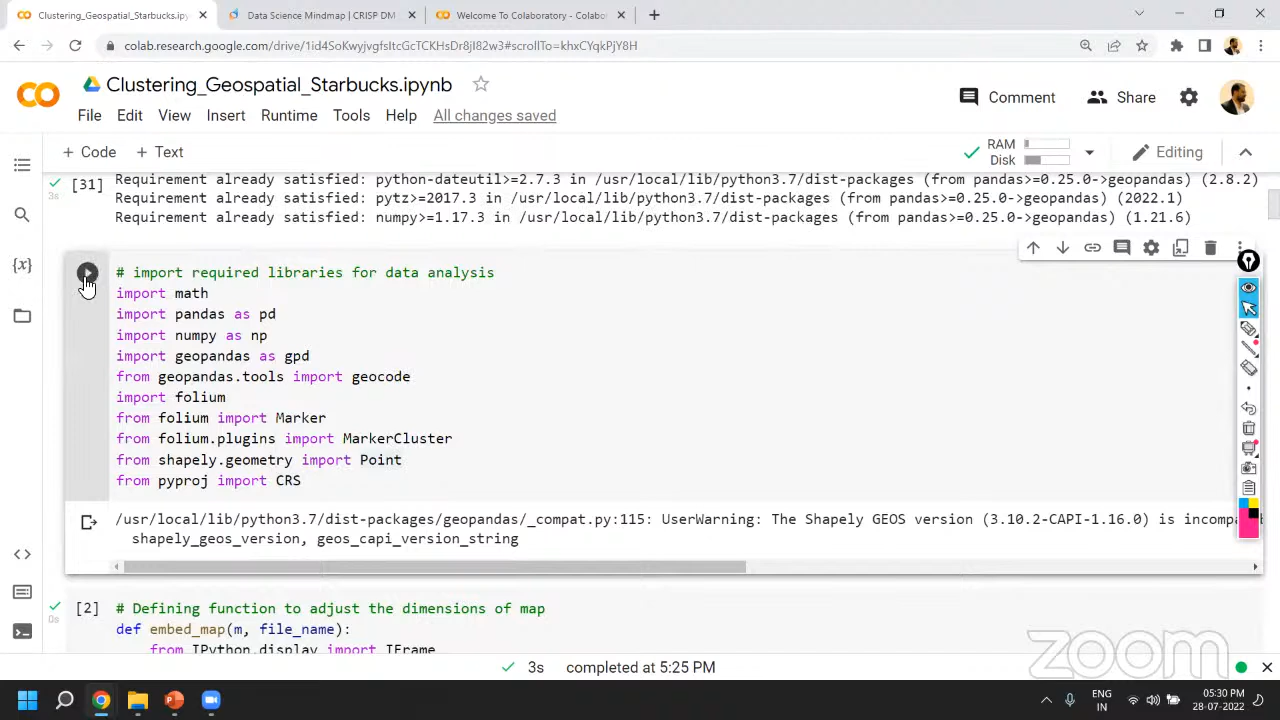 Clustering_Geospatial_Starbucks.ipyn
Data Science Mindmap | CRISP DM
Welcome To Colaboratory - Colabo
colab.research.google.com/drive/1id4SoKwyjvgfsItcGcTCKHsDr8jI82w3#scrollTo=khxCYqkPjY8H
Clustering_Geospatial_Starbucks.ipynb
Comment
Share
File Edit View Insert Runtime Tools Help All changes saved
+ Code + Text
RAM
Disk
Editing
[31] Requirement already satisfied: python-dateutil>=2.7.3 in /usr/local/lib/python3.7/dist-packages (from pandas>=0.25.0->geopandas) (2.8.2)
3s
Requirement already satisfied: pytz>=2017.3 in /usr/local/lib/python3.7/dist-packages (from pandas>=0.25.0->geopandas) (2022.1)
Requirement already satisfied: numpy>=1.17.3 in /usr/local/lib/python3.7/dist-packages (from pandas>=0.25.0->geopandas) (1.21.6)
# import required libraries for data analysis
import math
import pandas as pd
import numpy as np
import geopandas as gpd
from geopandas.tools import geocode
import folium
from folium import Marker
from folium.plugins import MarkerCluster
from shapely.geometry import Point
from pyproj import CRS
/usr/local/lib/python3.7/dist-packages/geopandas/_compat.py:115: UserWarning: The Shapely GEOS version (3.10.2-CAPI-1.16.0) is incompa
shapely_geos_version, geos_capi_version_string
[2] # Defining function to adjust the dimensions of map
0s
def embed_map(m, file_name):
from IPython.display import IFrame
3s completed at 5:25 PM
zoom
ENG
IN
05:30 PM
28-07-2022